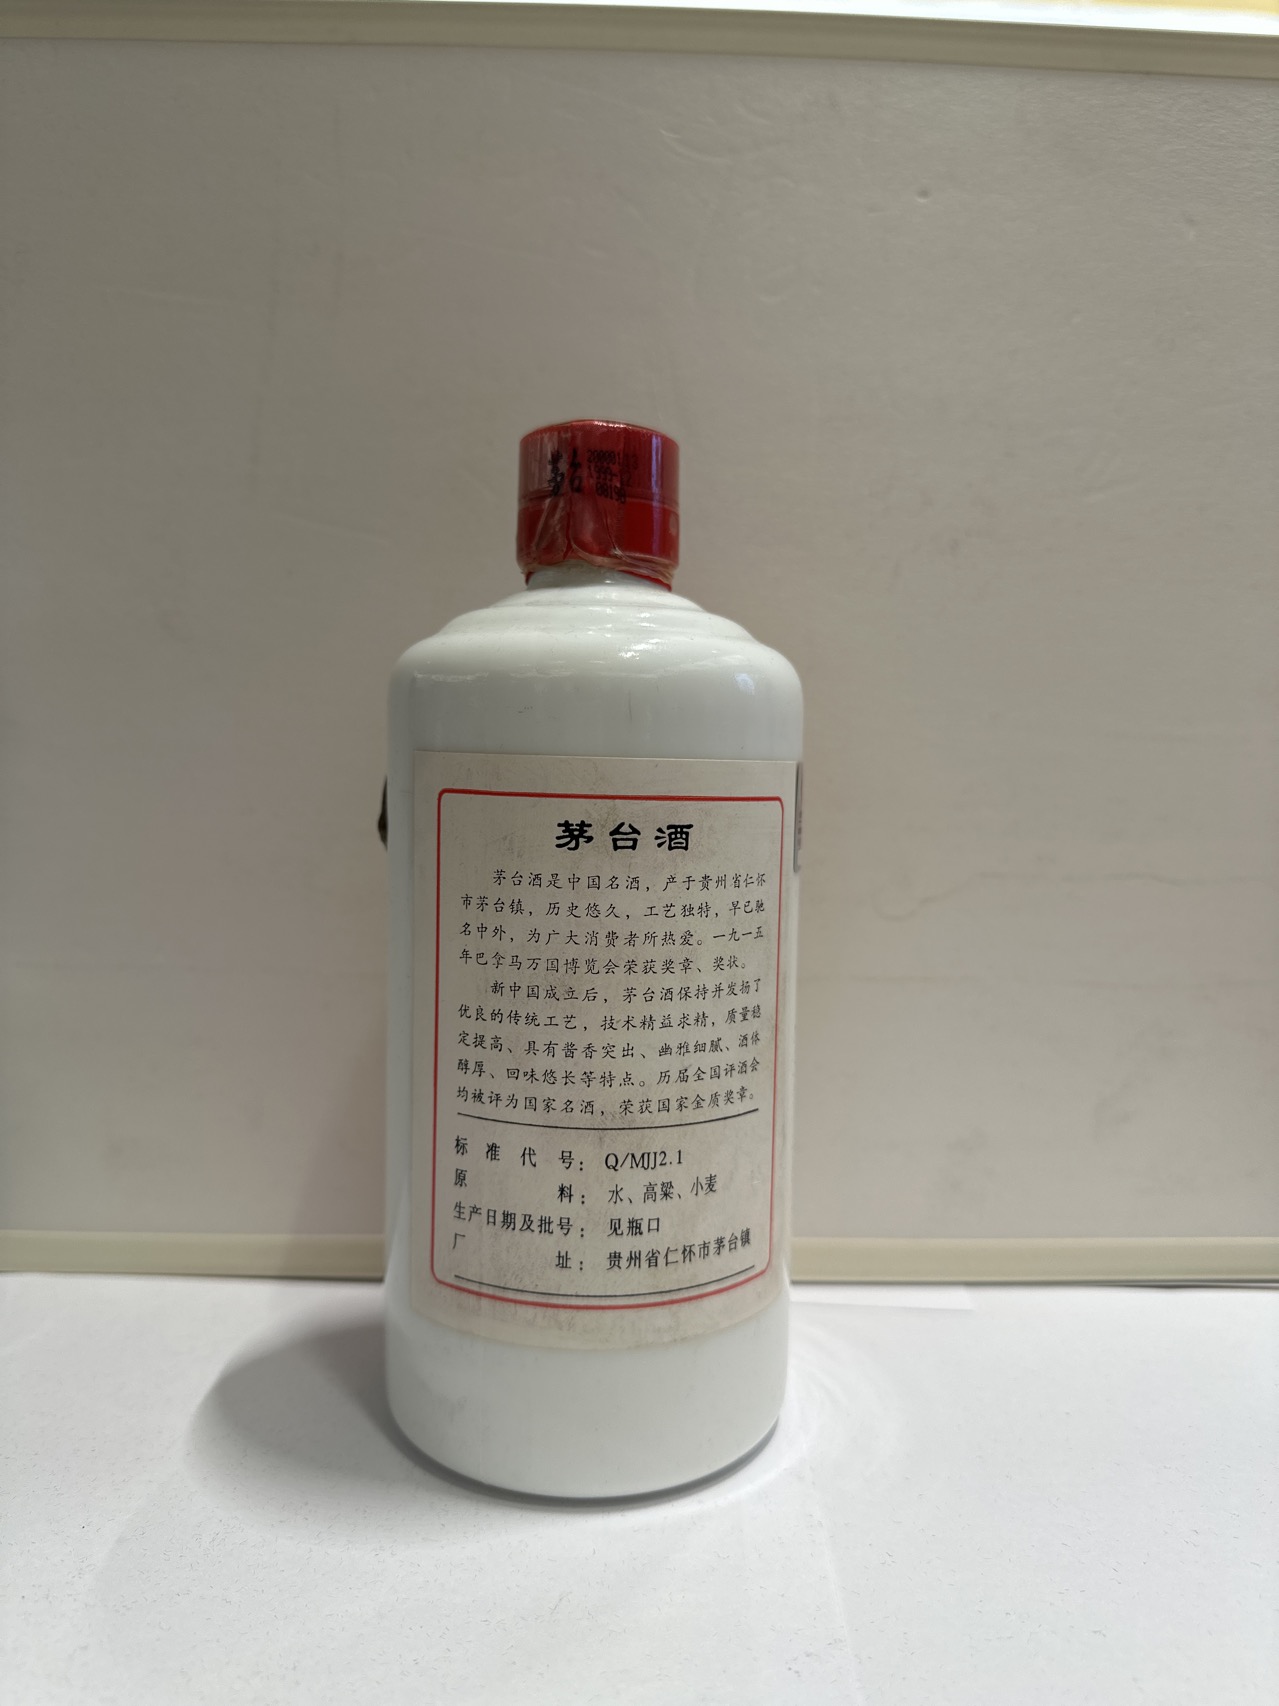 茅台
茅台酒
茅台酒是中国名酒，产于贵州省仁怀
市茅台镇，历史悠久，工艺独特，早已驰
名中外，为广大消费者所热爱。一九一五
年巴拿马万国博览会荣获奖章、奖状。
新中国成立后，茅台酒保持并发扬了
优良的传统工艺，技术精益求精，质量稳
定提高、具有酱香突出、幽雅细腻、酒体
醇厚、回味悠长等特点。历届全国评酒会
均被评为国家名酒，荣获国家金质奖章。
标准代号：Q/MJJ2.1
原料：水、高粱、小麦
生产日期及批号：见瓶口
厂址：贵州省仁怀市茅台镇